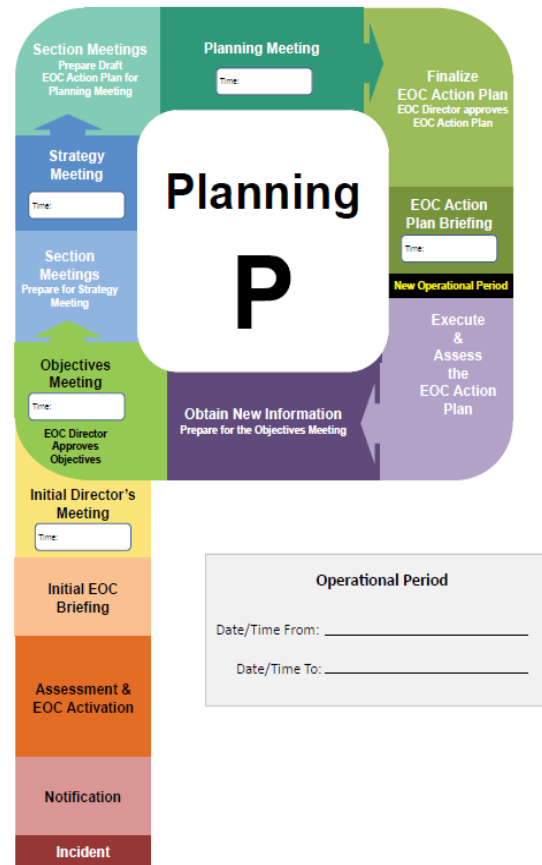 Section Meetings
Prepare Draft
EOC Action Plan for
Planning Meeting
Planning Meeting
Time:
Finalize
EOC Action Plan
EOC Director approves
EOC Action Plan
Strategy
Meeting
Time:
Planning
P
EOC Action
Plan Briefing
Time:
New Operational Period
Section
Meetings
Prepare for Strategy
Meeting
Execute
&
Assess
the
EOC Action
Plan
Objectives
Meeting
Time:
EOC Director
Approves
Objectives
Obtain New Information
Prepare for the Objectives Meeting
Initial Director's
Meeting
Time:
Initial EOC
Briefing
Operational Period
Date/Time From:
Date/Time To:
Assessment &
EOC Activation
Notification
Incident